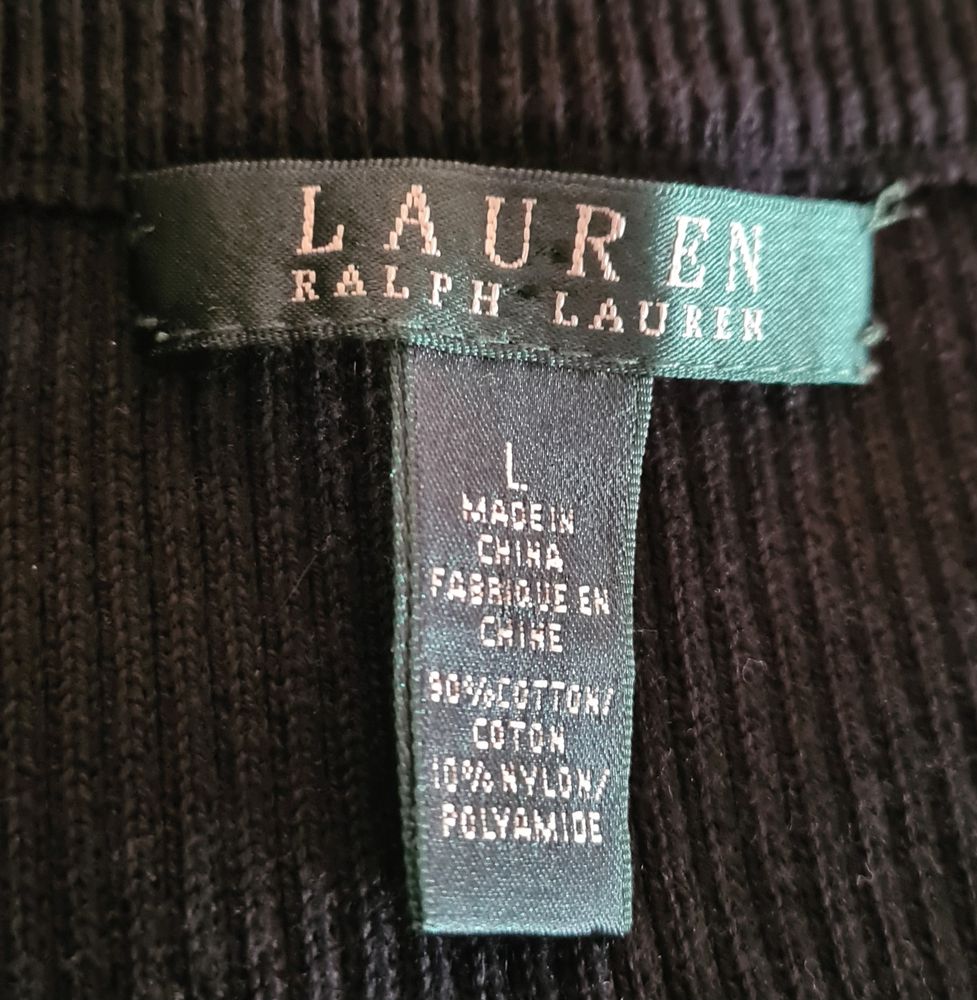 LAUREN
RALPH LAUREN
L
MADE IN
CHINA
FABRIQUE EN
CHINE
90%COTTON/
COTON
10%NYLON/
POLYAMIDE